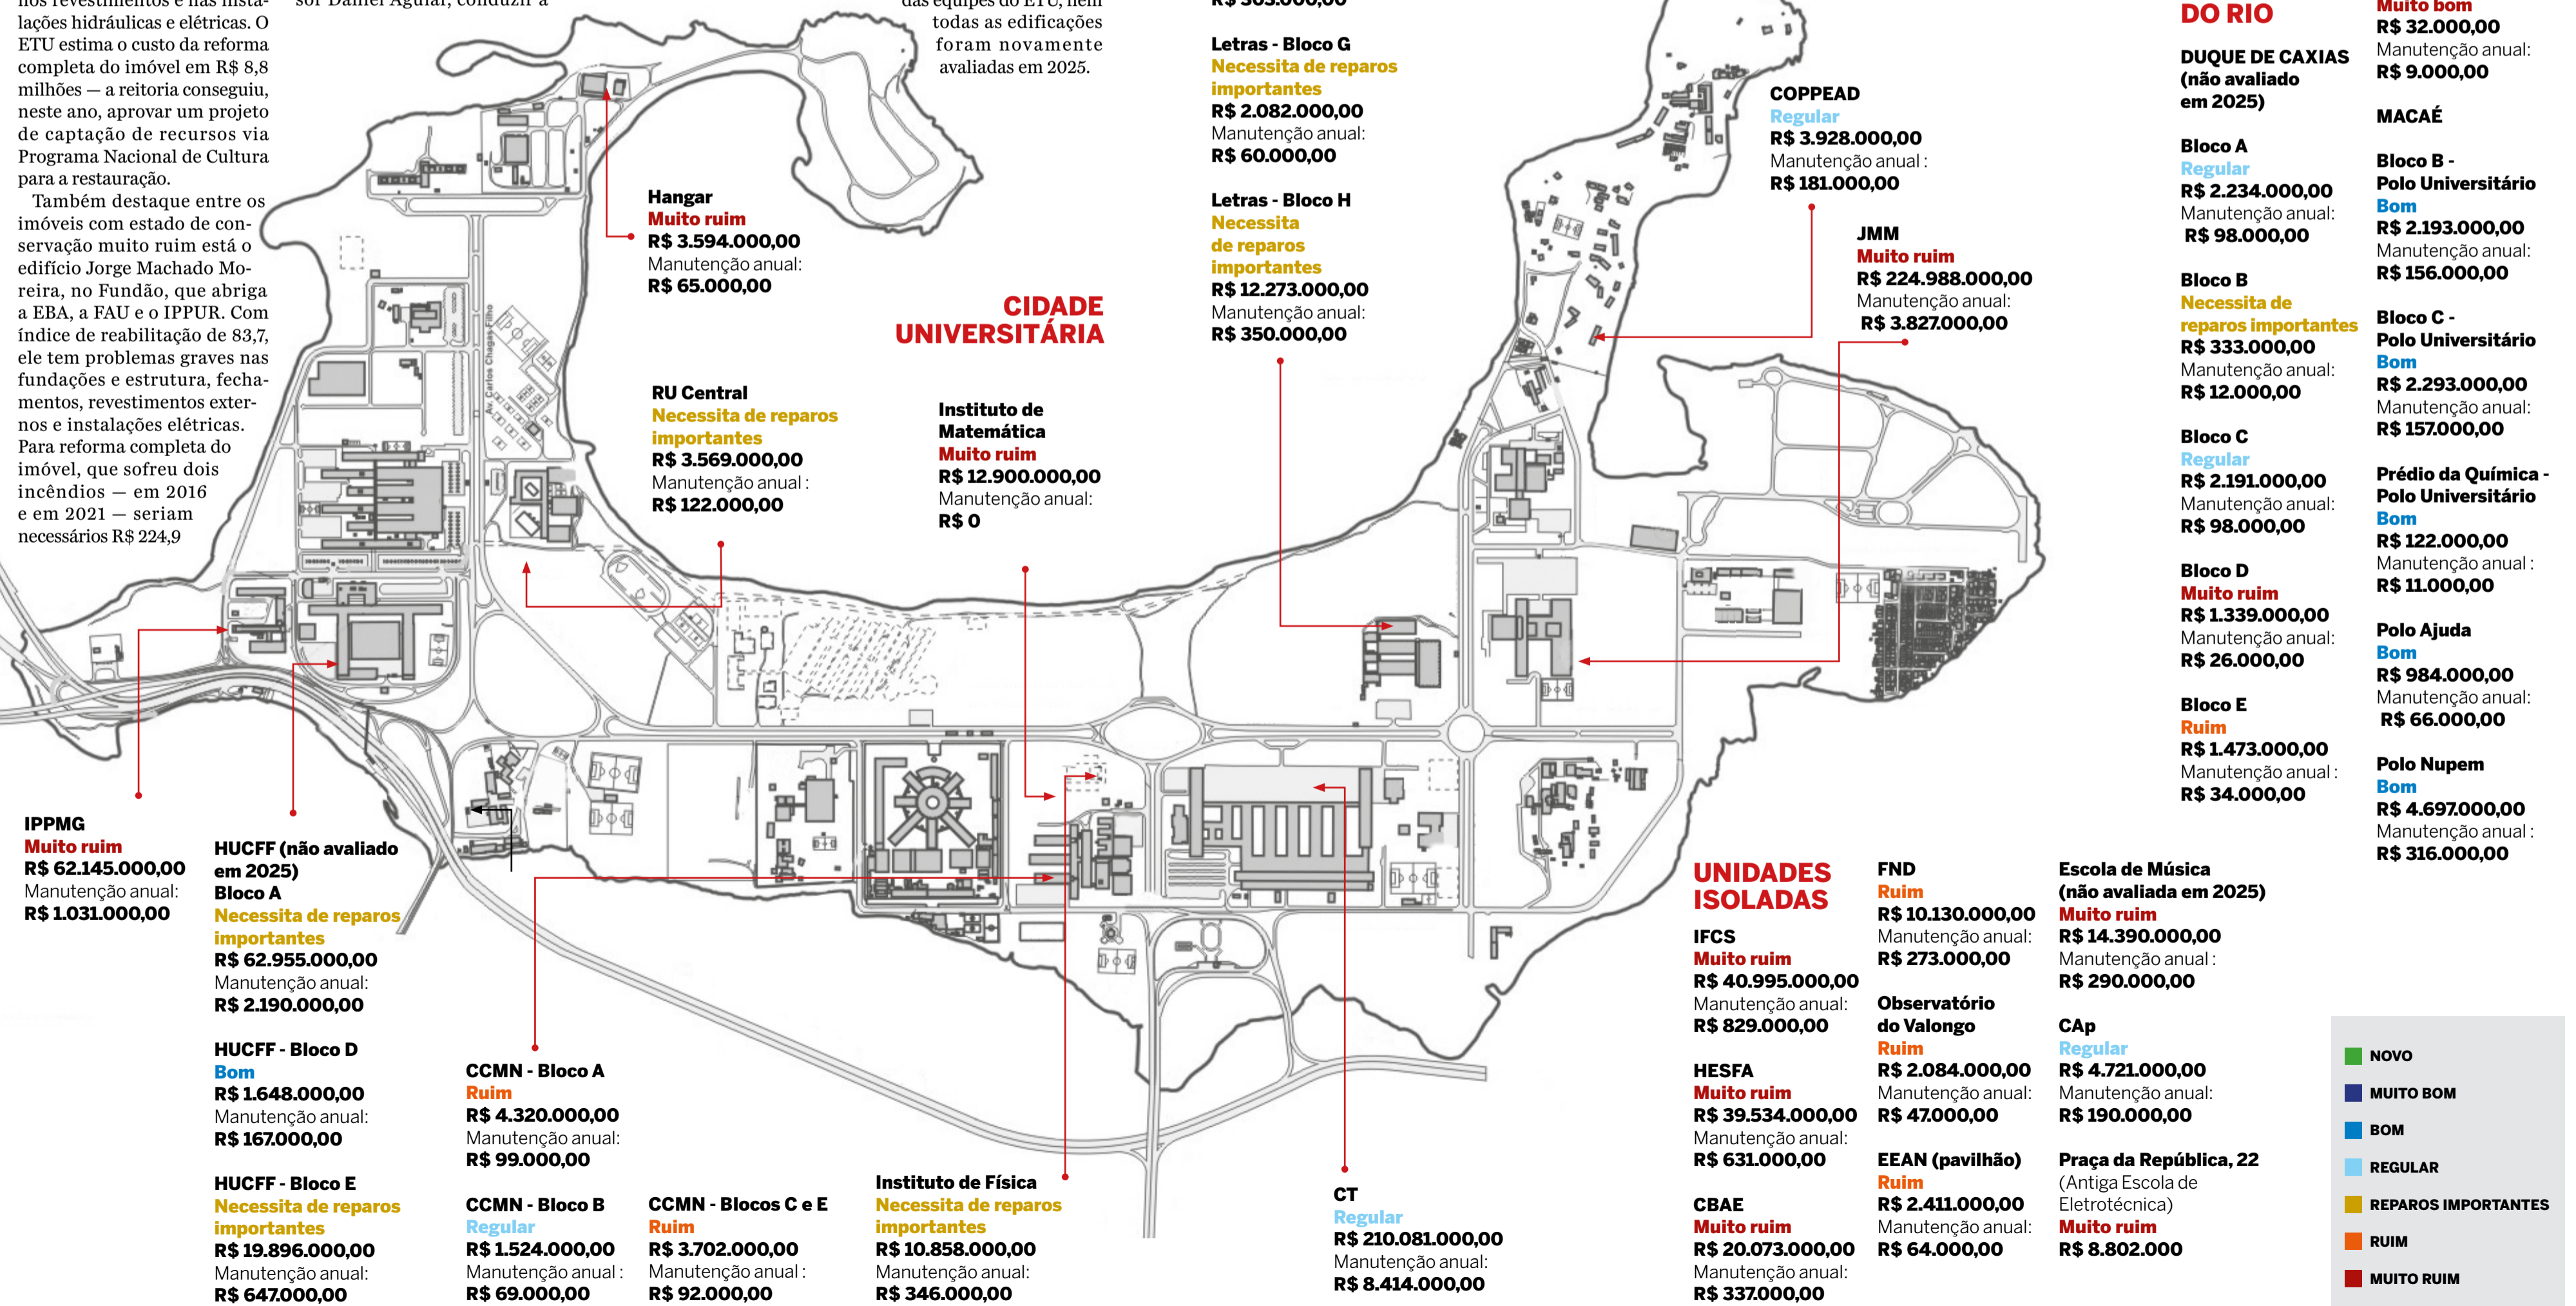 nos revestimentos e nas insta-
lações hidráulicas e elétricas. O
ETU estima o custo da reforma
completa do imóvel em R$ 8,8
milhões — a reitoria conseguiu,
neste ano, aprovar um projeto
de captação de recursos via
Programa Nacional de Cultura
para a restauração.
Também destaque entre os
imóveis com estado de con-
servação muito ruim está o
edifício Jorge Machado Mo-
reira, no Fundão, que abriga
a EBA, a FAU e o IPPUR. Com
índice de reabilitação de 83,7,
ele tem problemas graves nas
fundações e estrutura, fecha-
mentos, revestimentos exter-
nos e instalações elétricas.
Para reforma completa do
imóvel, que sofreu dois
incêndios — em 2016
e em 2021 — seriam
necessários R$ 224,9
sor Daniel Aguiar, conduzir a
das equipes do ETU, nem
todas as edificações
foram novamente
avaliadas em 2025.
CIDADE
UNIVERSITÁRIA
Av. Carlos Chagas Filho
Hangar
Muito ruim
R$ 3.594.000,00
Manutenção anual:
R$ 65.000,00
RU Central
Necessita de reparos
importantes
R$ 3.569.000,00
Manutenção anual :
R$ 122.000,00
Instituto de
Matemática
Muito ruim
R$ 12.900.000,00
Manutenção anual:
R$ 0
R$ 303.000,00
Letras - Bloco G
Necessita de reparos
importantes
R$ 2.082.000,00
Manutenção anual:
R$ 60.000,00
Letras - Bloco H
Necessita
de reparos
importantes
R$ 12.273.000,00
Manutenção anual:
R$ 350.000,00
COPPEAD
Regular
R$ 3.928.000,00
Manutenção anual :
R$ 181.000,00
JMM
Muito ruim
R$ 224.988.000,00
Manutenção anual:
R$ 3.827.000,00
IPPMG
Muito ruim
R$ 62.145.000,00
Manutenção anual:
R$ 1.031.000,00
HUCFF (não avaliado
em 2025)
Bloco A
Necessita de reparos
importantes
R$ 62.955.000,00
Manutenção anual:
R$ 2.190.000,00
HUCFF - Bloco D
Bom
R$ 1.648.000,00
Manutenção anual:
R$ 167.000,00
HUCFF - Bloco E
Necessita de reparos
importantes
R$ 19.896.000,00
Manutenção anual:
R$ 647.000,00
CCMN - Bloco A
Ruim
R$ 4.320.000,00
Manutenção anual:
R$ 99.000,00
CCMN - Bloco B
Regular
R$ 1.524.000,00
Manutenção anual :
R$ 69.000,00
CCMN - Blocos C e E
Ruim
R$ 3.702.000,00
Manutenção anual :
R$ 92.000,00
Instituto de Física
Necessita de reparos
importantes
R$ 10.858.000,00
Manutenção anual:
R$ 346.000,00
CT
Regular
R$ 210.081.000,00
Manutenção anual:
R$ 8.414.000,00
UNIDADES
ISOLADAS
IFCS
Muito ruim
R$ 40.995.000,00
Manutenção anual:
R$ 829.000,00
HESFA
Muito ruim
R$ 39.534.000,00
Manutenção anual:
R$ 631.000,00
CBAE
Muito ruim
R$ 20.073.000,00
Manutenção anual:
R$ 337.000,00
FND
Ruim
R$ 10.130.000,00
Manutenção anual:
R$ 273.000,00
Observatório
do Valongo
Ruim
R$ 2.084.000,00
Manutenção anual:
R$ 47.000,00
EEAN (pavilhão)
Ruim
R$ 2.411.000,00
Manutenção anual:
R$ 64.000,00
Escola de Música
(não avaliada em 2025)
Muito ruim
R$ 14.390.000,00
Manutenção anual :
R$ 290.000,00
CAp
Regular
R$ 4.721.000,00
Manutenção anual:
R$ 190.000,00
Praça da República, 22
(Antiga Escola de
Eletrotécnica)
Muito ruim
R$ 8.802.000
DO RIO
DUQUE DE CAXIAS
(não avaliado
em 2025)
Bloco A
Regular
R$ 2.234.000,00
Manutenção anual:
R$ 98.000,00
Bloco B
Necessita de
reparos importantes
R$ 333.000,00
Manutenção anual:
R$ 12.000,00
Bloco C
Regular
R$ 2.191.000,00
Manutenção anual:
R$ 98.000,00
Bloco D
Muito ruim
R$ 1.339.000,00
Manutenção anual:
R$ 26.000,00
Bloco E
Ruim
R$ 1.473.000,00
Manutenção anual :
R$ 34.000,00
Muito bom
R$ 32.000,00
Manutenção anual:
R$ 9.000,00
MACAÉ
Bloco B -
Polo Universitário
Bom
R$ 2.193.000,00
Manutenção anual:
R$ 156.000,00
Bloco C -
Polo Universitário
Bom
R$ 2.293.000,00
Manutenção anual:
R$ 157.000,00
Prédio da Química -
Polo Universitário
Bom
R$ 122.000,00
Manutenção anual :
R$ 11.000,00
Polo Ajuda
Bom
R$ 984.000,00
Manutenção anual:
R$ 66.000,00
Polo Nupem
Bom
R$ 4.697.000,00
Manutenção anual :
R$ 316.000,00
NOVO
MUITO BOM
BOM
REGULAR
REPAROS IMPORTANTES
RUIM
MUITO RUIM